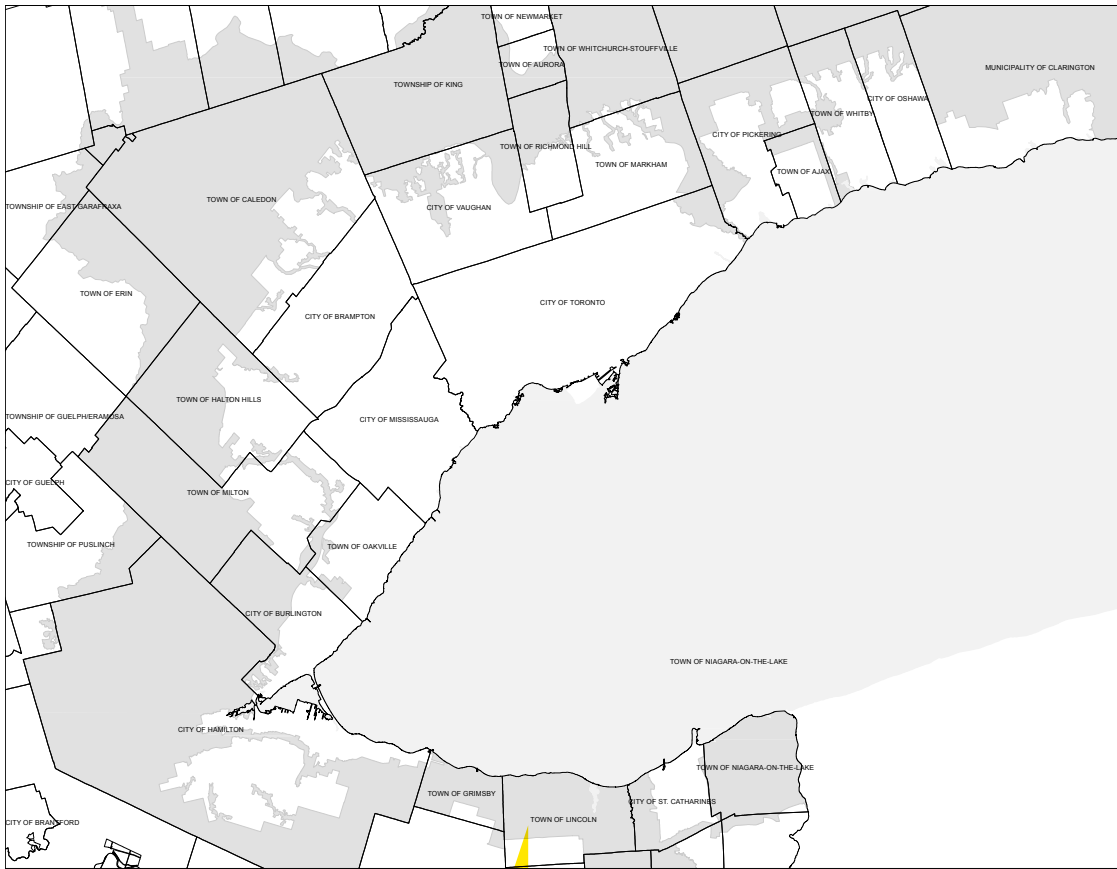 TOWN OF NEWMARKET
TOWN OF WHITCHURCH-STOUFFVILLE
TOWN OF AURORA
MUNICIPALITY OF CLARINGTON
TOWNSHIP OF KING
CITY OF OSHAWA
TOWN OF WHITBY
CITY OF PICKERING
TOWN OF RICHMOND HILL
TOWN OF MARKHAM
TOWN OF AJAX
TOWN OF CALEDON
TOWNSHIP OF EAST GARAFRAXA
CITY OF VAUGHAN
TOWN OF ERIN
CITY OF TORONTO
CITY OF BRAMPTON
TOWN OF HALTON HILLS
TOWNSHIP OF GUELPH/ERAMOSA
CITY OF MISSISSAUGA
CITY OF GUELPH
TOWN OF MILTON
TOWNSHIP OF PUSLINCH
TOWN OF OAKVILLE
CITY OF BURLINGTON
TOWN OF NIAGARA-ON-THE-LAKE
CITY OF HAMILTON
TOWN OF NIAGARA-ON-THE-LAKE
TOWN OF GRIMSBY
CITY OF ST. CATHARINES
TOWN OF LINCOLN
CITY OF BRANTFORD